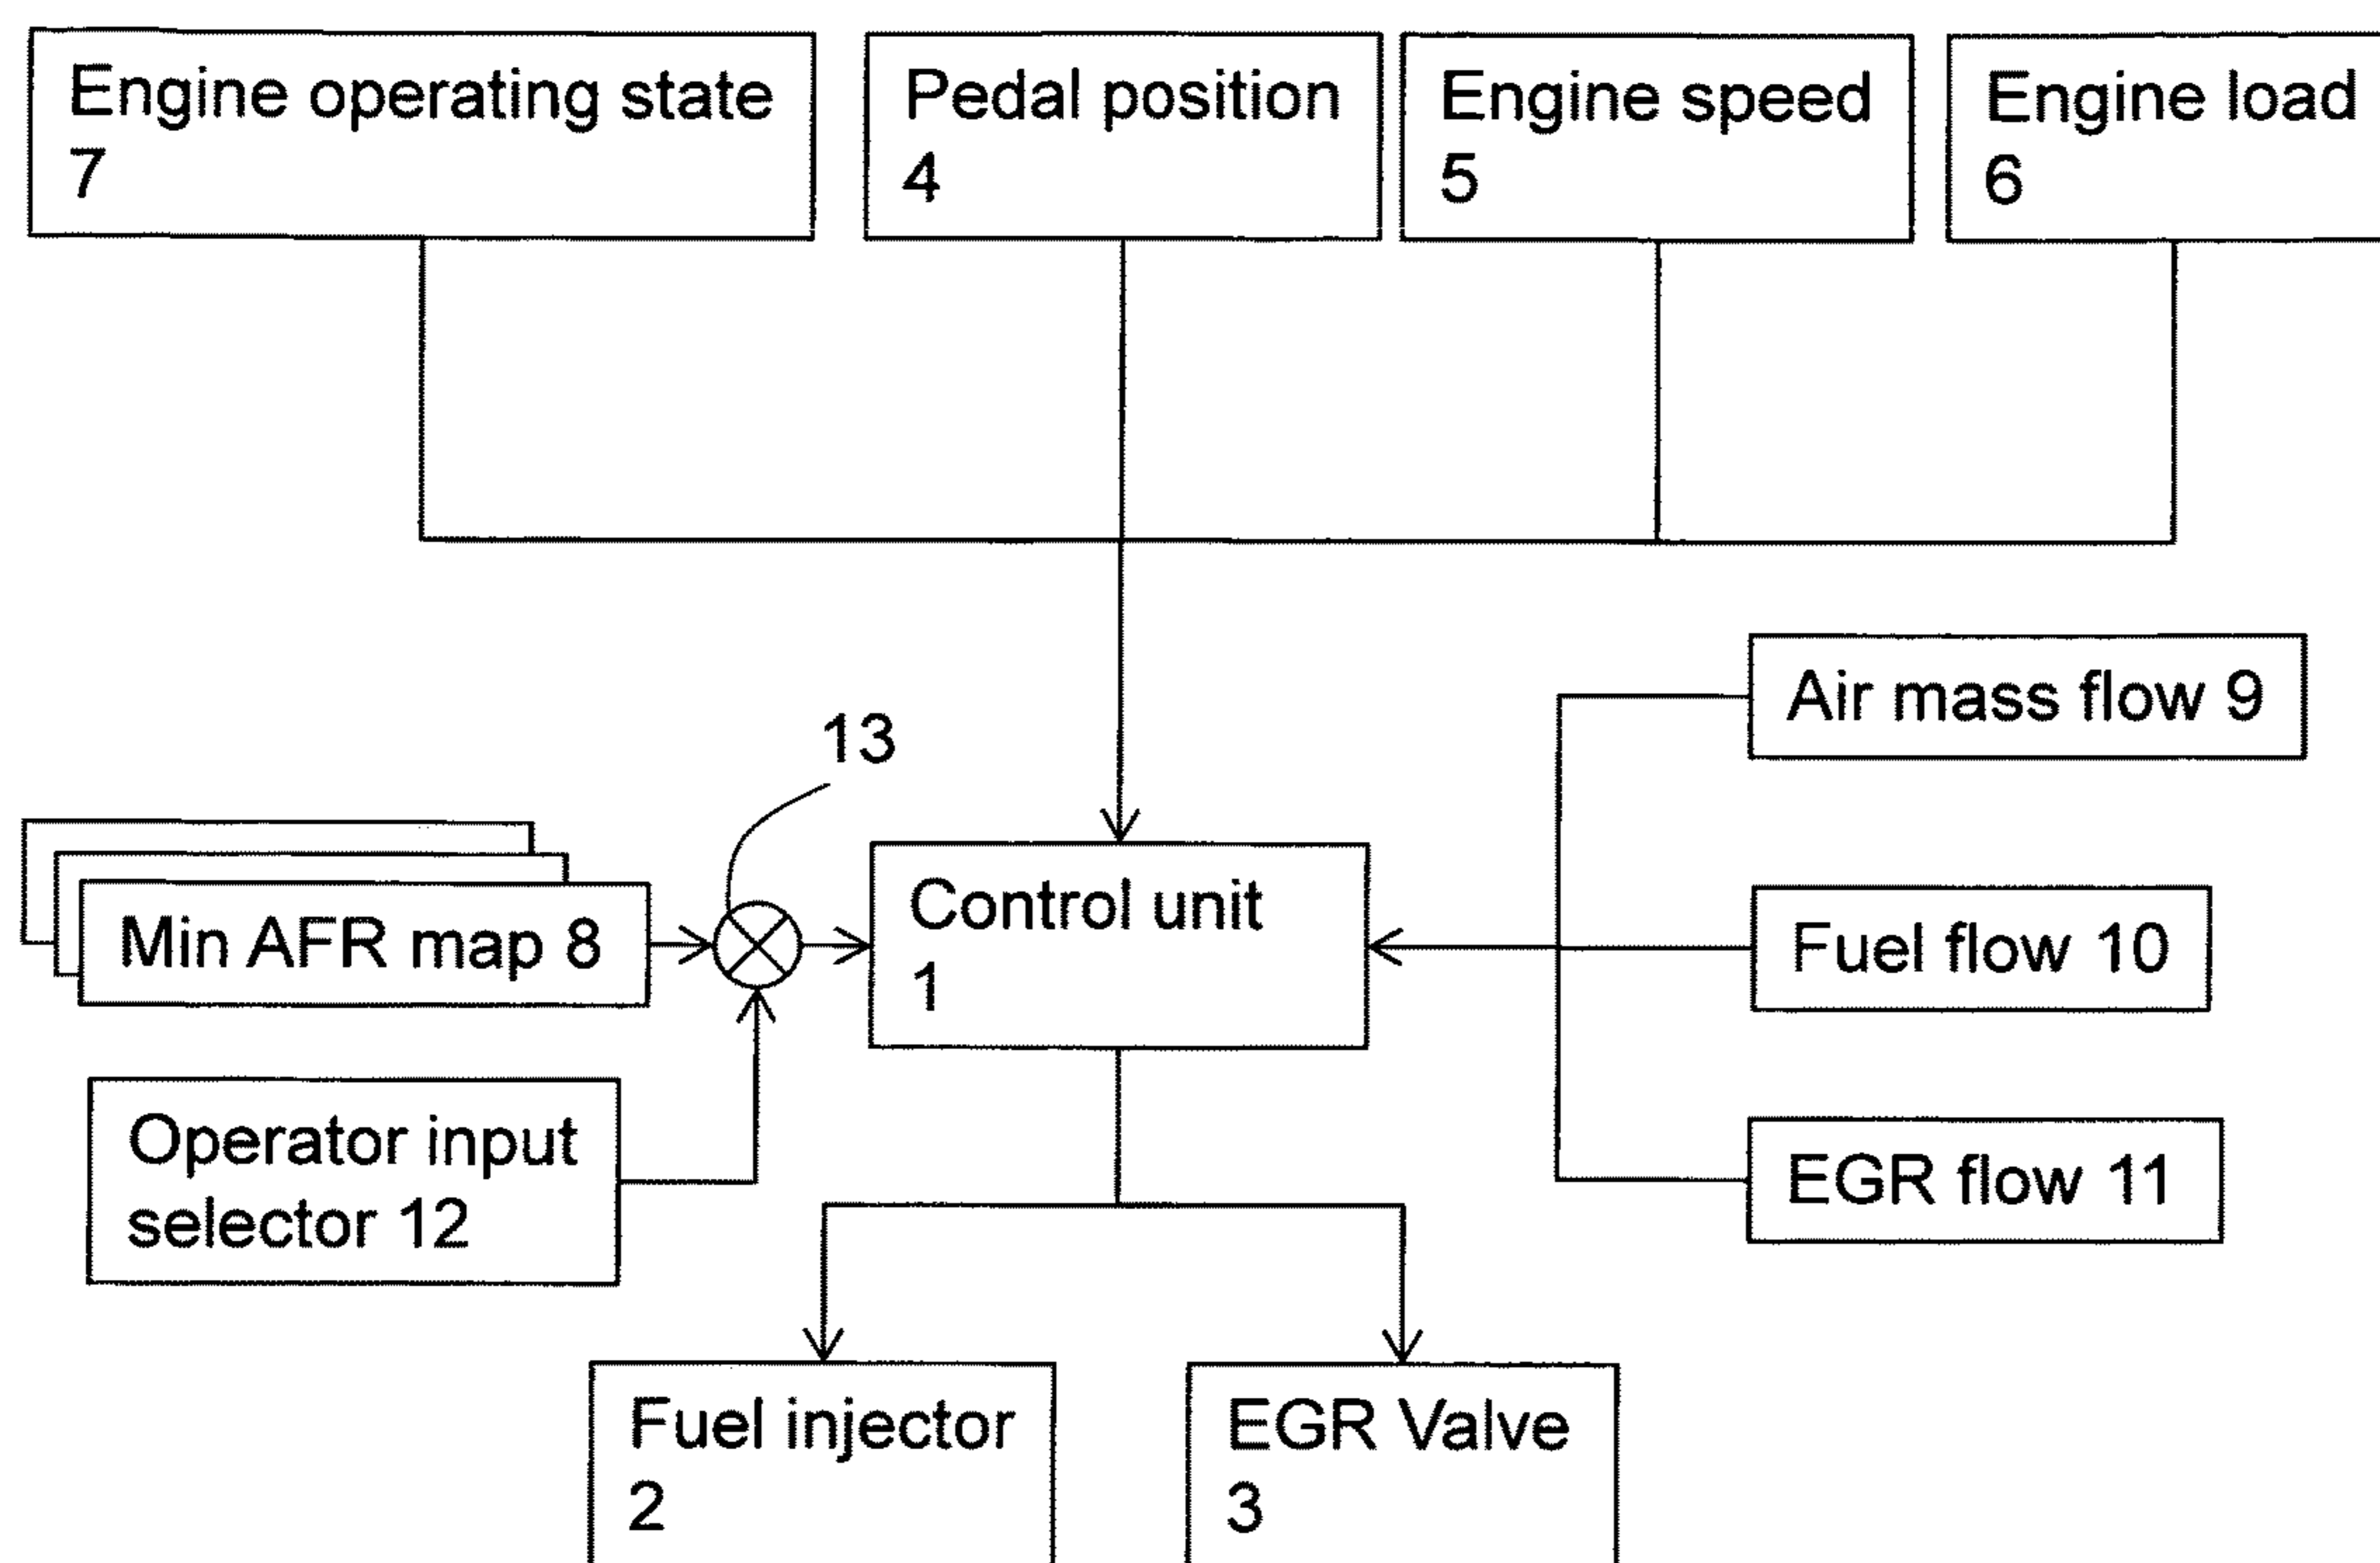 Engine operating state
7
Pedal position
4
Engine speed
5
Engine load
6
Air mass flow 9
13
Min AFR map 8
Control unit
1
Fuel flow 10
Operator input
selector 12
EGR flow 11
Fuel injector
2
EGR Valve
3